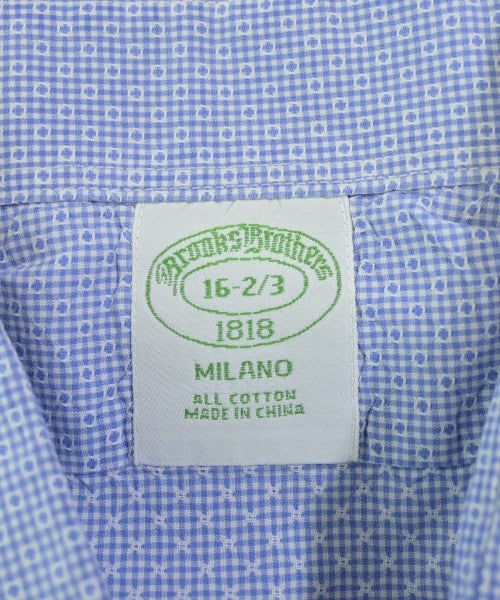 Brooks Brothers
16-2/3
1818
MILANO
ALL COTTON
MADE IN CHINA